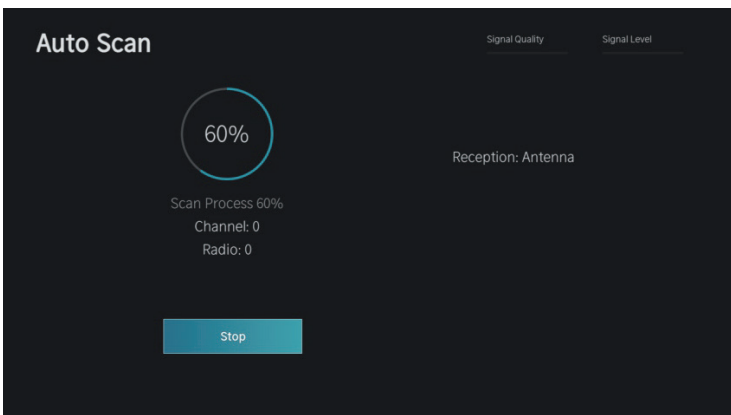 Auto Scan
Signal Quality
Signal Level
60%
Reception: Antenna
Scan Process 60%
Channel: 0
Radio: 0
Stop